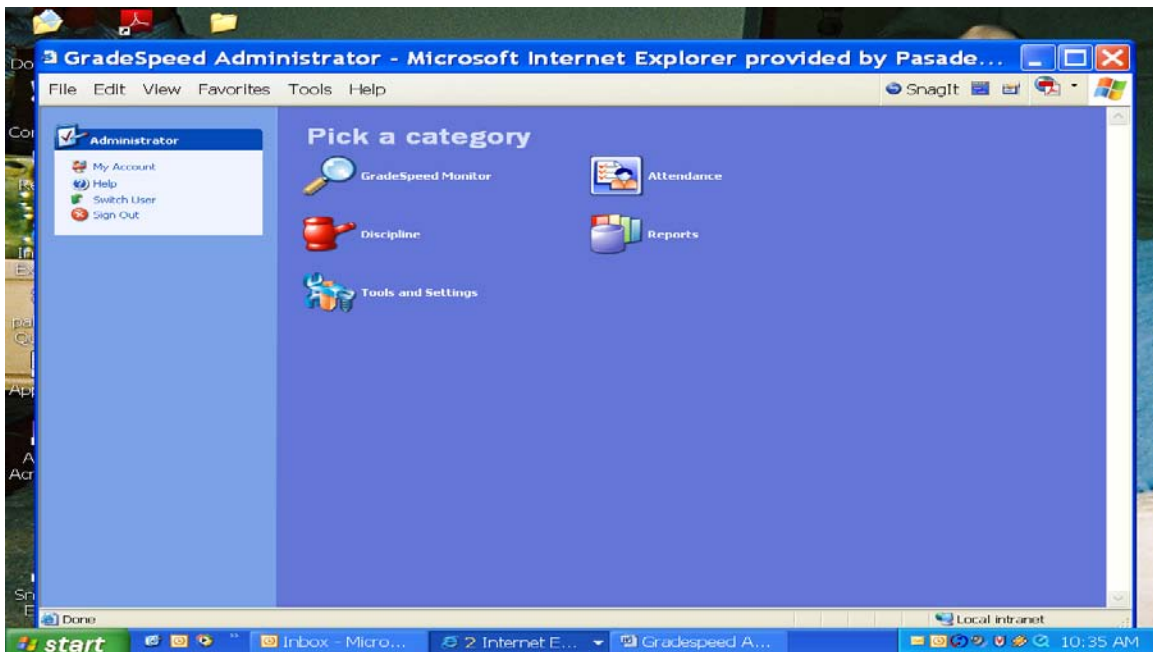 GradeSpeed Administrator - Microsoft Internet Explorer provided by Pasade...
File Edit View Favorites Tools Help
SnagIt
Administrator
My Account
Help
Switch User
Sign Out
Pick a category
GradeSpeed Monitor
Attendance
Discipline
Reports
Tools and Settings
Done
Local intranet
start
Inbox - Micro...
2 Internet E...
Gradespeed A...
10:35 AM